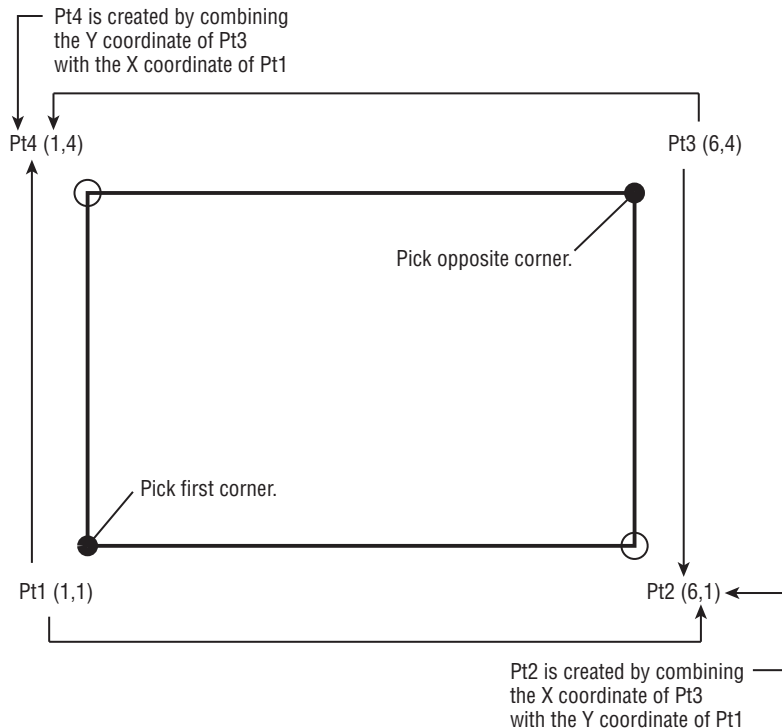 Pt4 is created by combining
the Y coordinate of Pt3
with the X coordinate of Pt1
Pt4 (1,4)
Pt3 (6,4)
Pick opposite corner.
Pick first corner.
Pt1 (1,1)
Pt2 (6,1)
Pt2 is created by combining
the X coordinate of Pt3
with the Y coordinate of Pt1